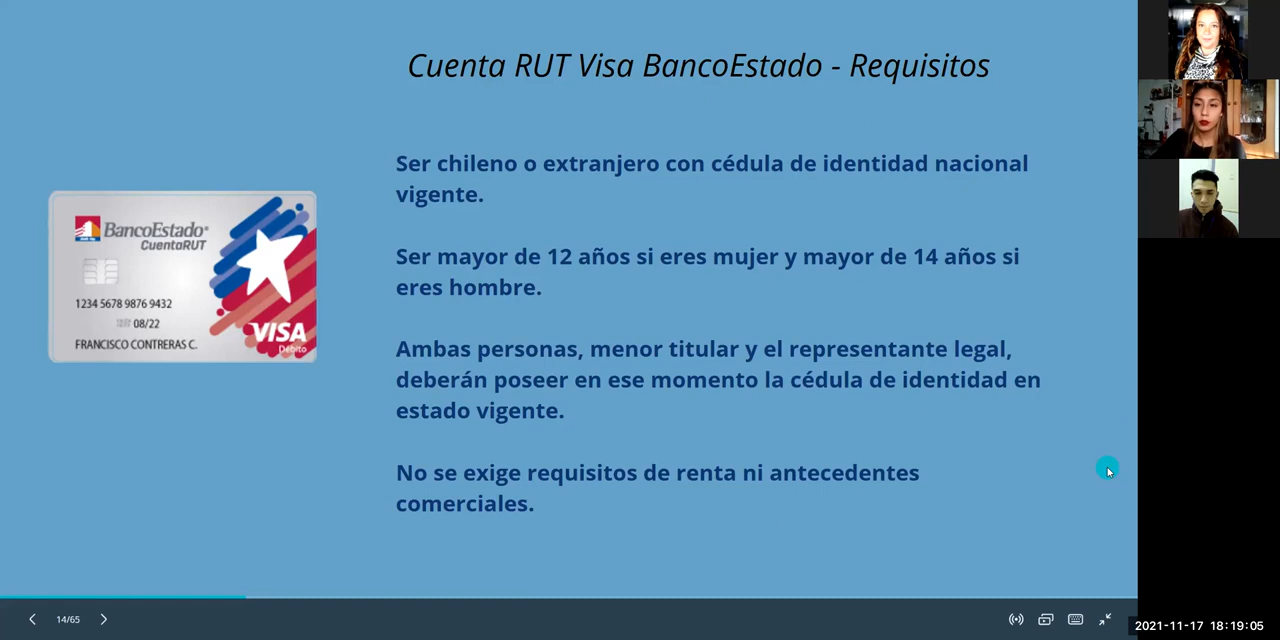 Cuenta RUT Visa BancoEstado - Requisitos
Ser chileno o extranjero con cédula de identidad nacional
vigente.
Ser mayor de 12 años si eres mujer y mayor de 14 años si
eres hombre.
Ambas personas, menor titular y el representante legal,
deberán poseer en ese momento la cédula de identidad en
estado vigente.
No se exige requisitos de renta ni antecedentes
comerciales.
BancoEstado
CuentaRUT
1234 5678 9876 9432
08/22
FRANCISCO CONTRERAS C.
VISA
Débito
14/65
2021-11-17 18:19:05